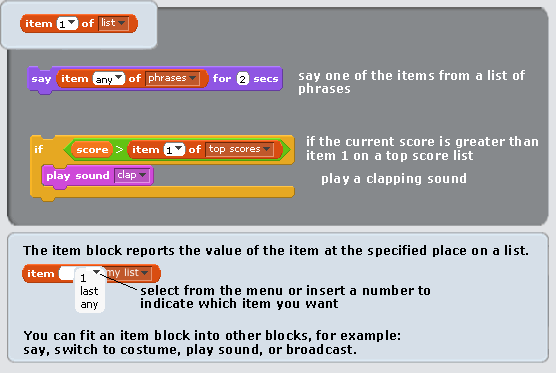 item 1 of list
say item any of phrases for 2 secs
say one of the items from a list of
phrases
if score > item 1 of top scores
if the current score is greater than
item 1 on a top score list
play sound clap
play a clapping sound
The item block reports the value of the item at the specified place on a list.
item my list
1
last
any
select from the menu or insert a number to
indicate which item you want
You can fit an item block into other blocks, for example:
say, switch to costume, play sound, or broadcast.